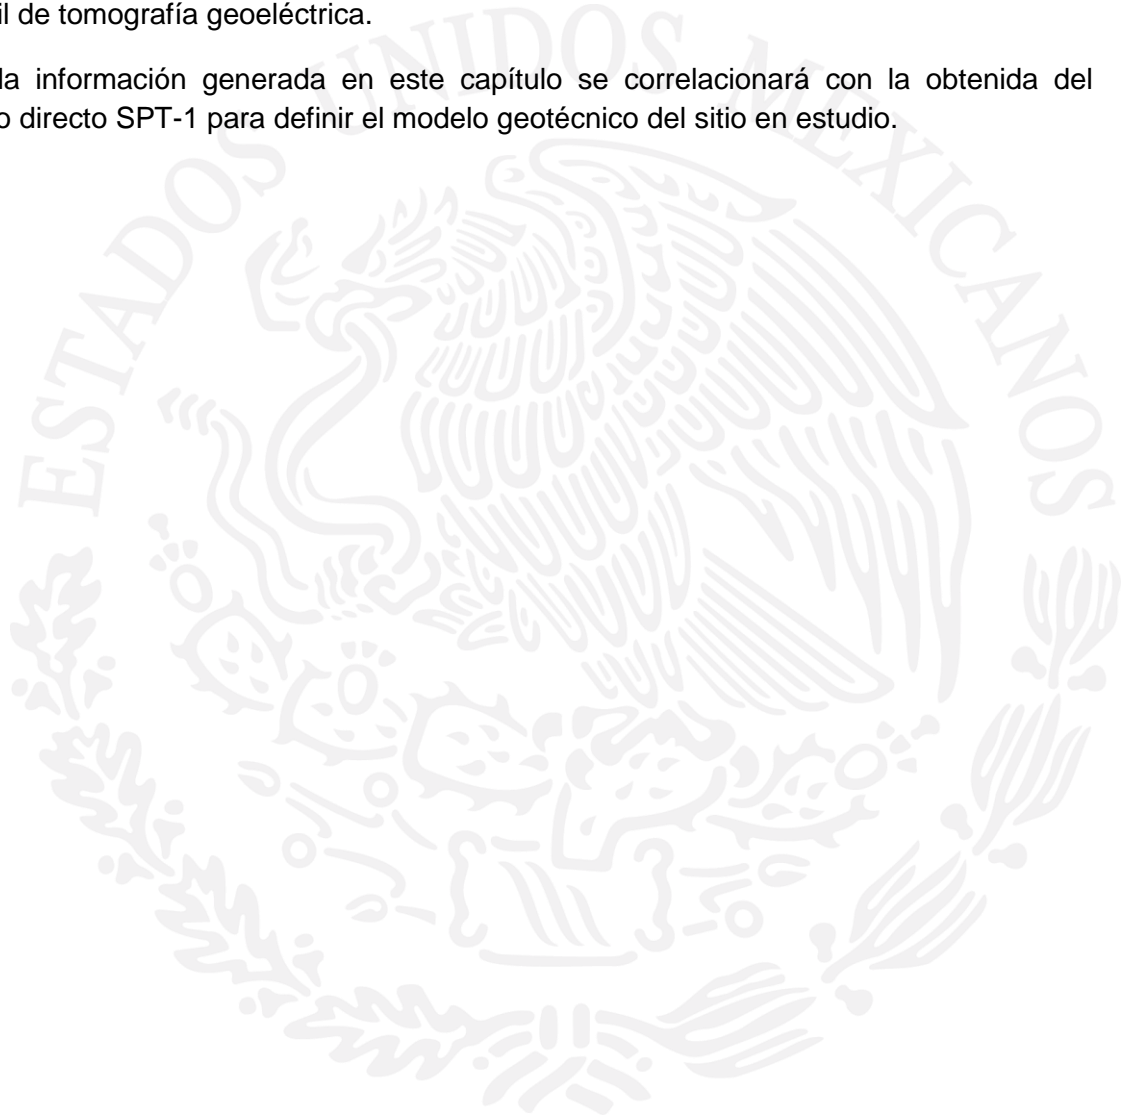 il de tomografía geoeléctrica.
la información generada en este capítulo se correlacionará con la obtenida del
o directo SPT-1 para definir el modelo geotécnico del sitio en estudio.
ESTADOS UNIDOS MEXICANOS